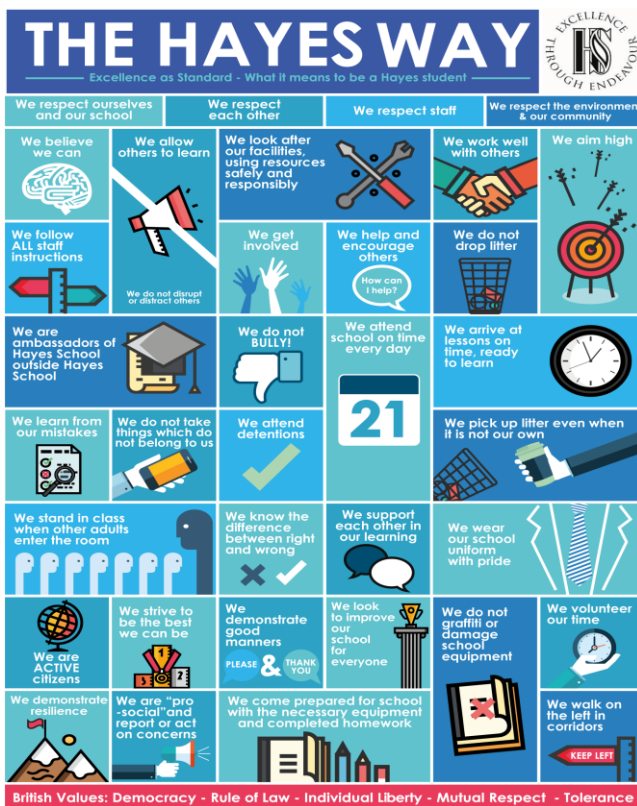 THE HAYES WAY
Excellence as Standard - What it means to be a Hayes student
EXCELLENCE
THROUGH ENDEAVOUR
HS
We respect ourselves
and our school
We respect
each other
We respect staff
We respect the environmen
& our community
We believe
we can
We allow
others to learn
We do not disrupt
or distract others
We look after
our facilities,
using resources
safely and
responsibly
We work well
with others
We aim high
We follow
ALL staff
instructions
We get
involved
We help and
encourage
others
How can
I help?
We do not
drop litter
We are
ambassadors of
Hayes School
outside Hayes
School
We do not
BULLY!
We attend
school on time
every day
21
We arrive at
lessons on
time, ready
to learn
We learn from
our mistakes
We do not take
things which do
not belong to us
We attend
detentions
We pick up litter even when
it is not our own
We stand in class
when other adults
enter the room
We know the
difference
between right
and wrong
We support
each other in
our learning
We wear
our school
uniform
with pride
We are
ACTIVE
citizens
We strive to
be the best
we can be
1
2
3
We
demonstrate
good
manners
PLEASE
&
THANK
YOU
We look
to improve
our
school
for
everyone
We do not
graffiti or
damage
school
equipment
We volunteer
our time
We demonstrate
resilience
We are "pro
-social"and
report or act
on concerns
We come prepared for school
with the necessary equipment
and completed homework
We walk on
the left in
corridors
KEEP LEFT
British Values: Democracy - Rule of Law - Individual Liberty - Mutual Respect - Tolerance